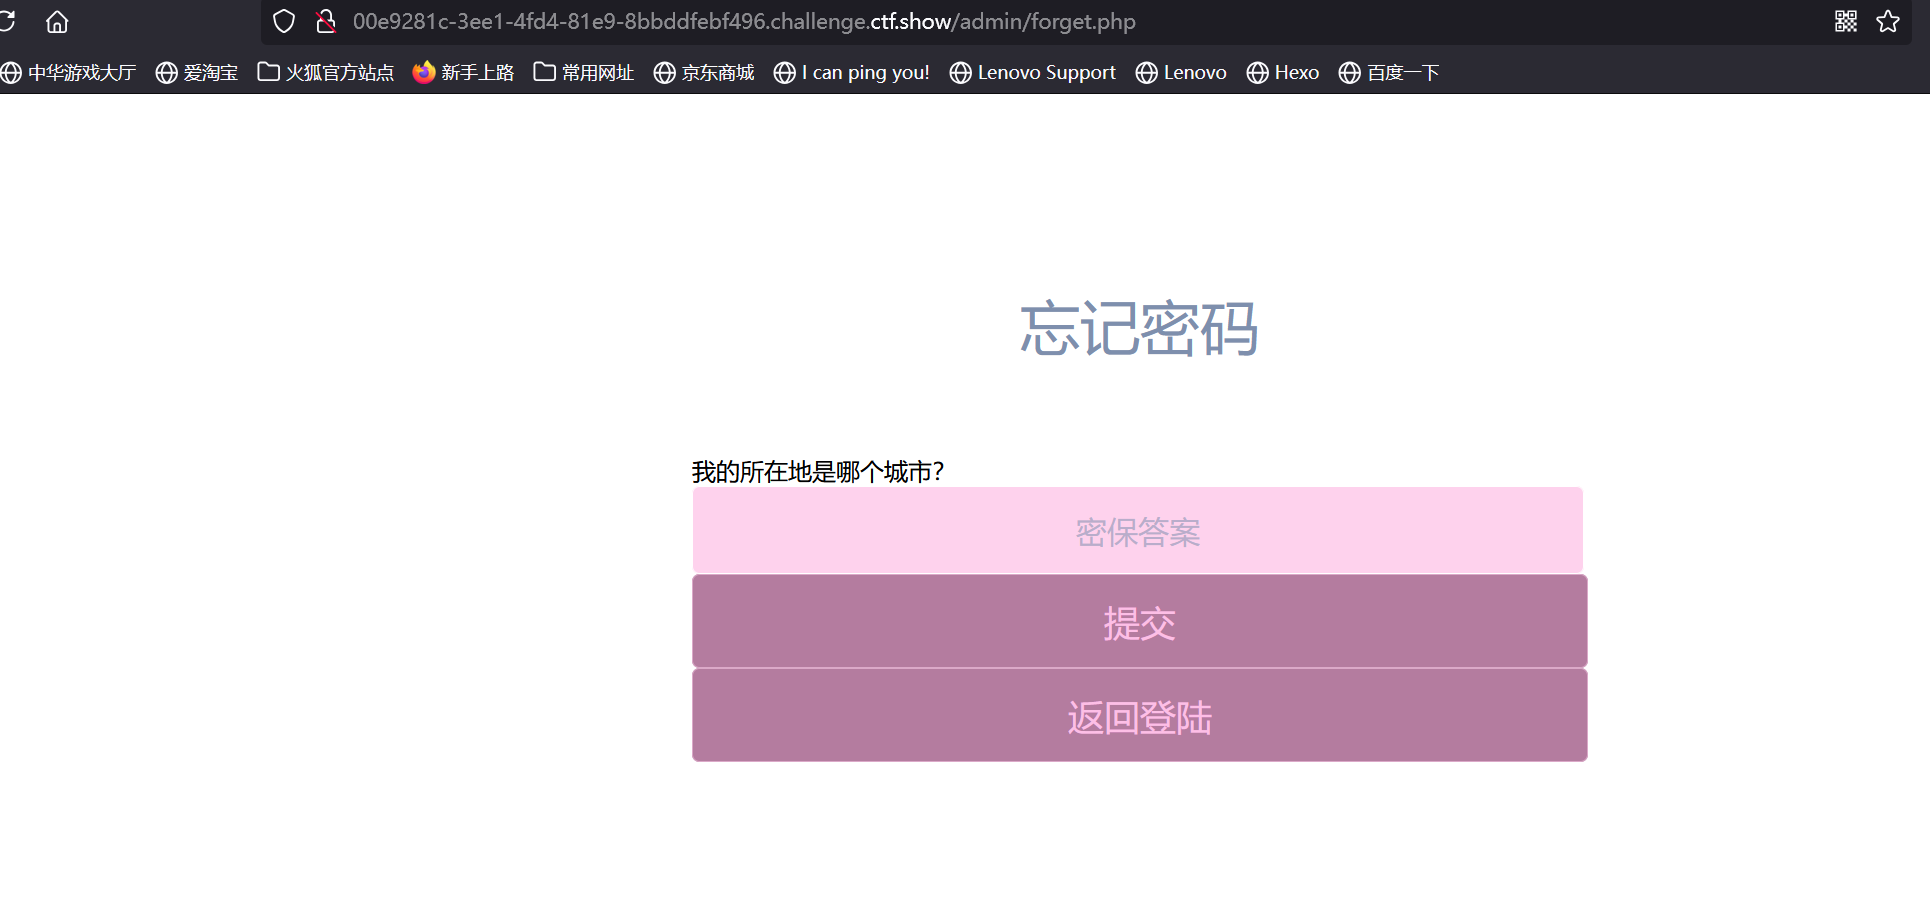 00e9281c-3ee1-4fd4-81e9-8bbddfebf496.challenge.ctf.show/admin/forget.php
中华游戏大厅 爱淘宝 火狐官方站点 新手上路 常用网址 京东商城 I can ping you! Lenovo Support Lenovo Hexo 百度一下
忘记密码
我的所在地是哪个城市?
密保答案
提交
返回登陆